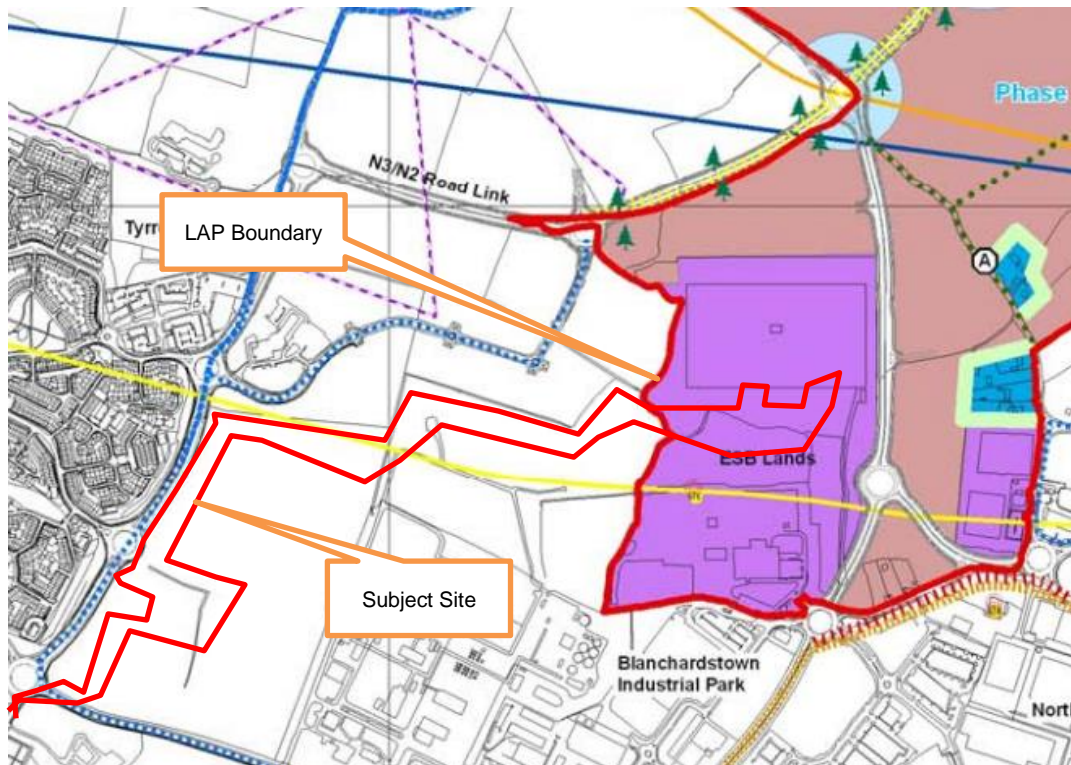 Phase
N3/N2 Road Link
LAP Boundary
A
ESB Lands
Subject Site
Blanchardstown
Industrial Park